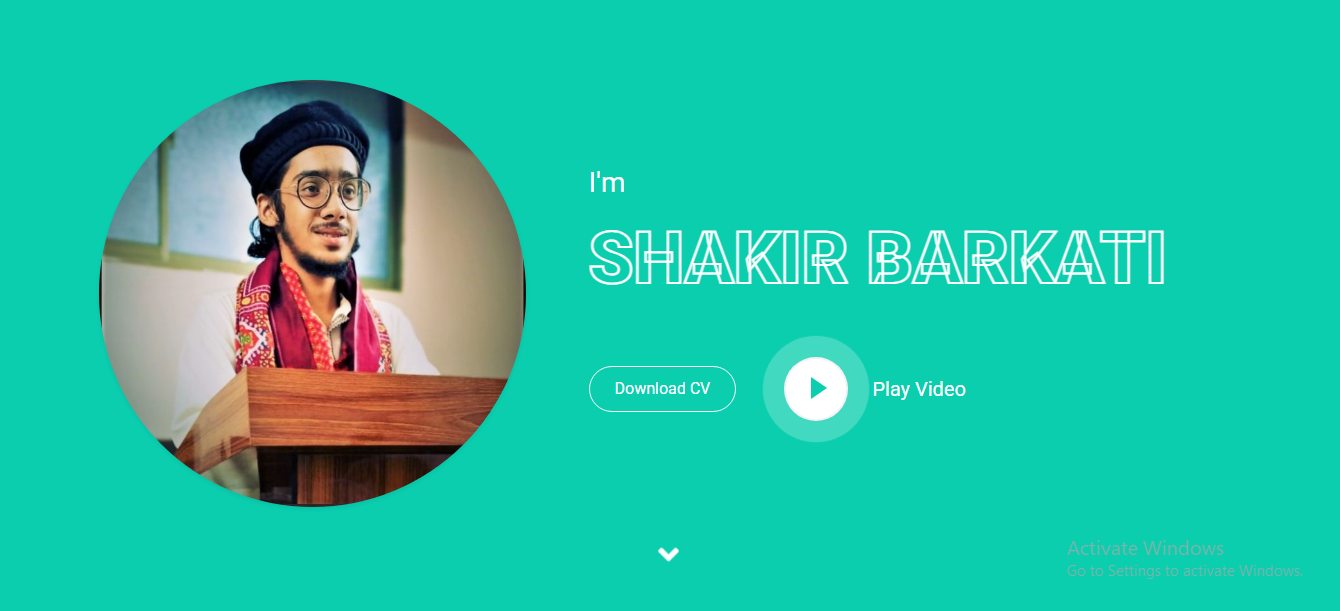 I'm
SHAKIR BARKATI
Download CV
Play Video
Activate Windows
Go to Settings to activate Windows.